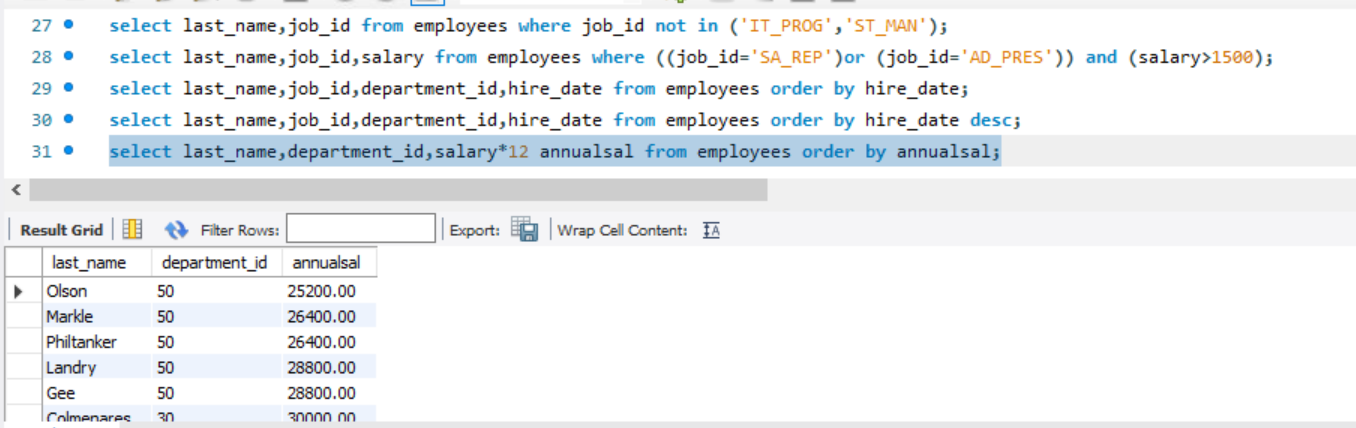 27 select last_name,job_id from employees where job_id not in ('IT_PROG','ST_MAN');
28 select last_name,job_id,salary from employees where ((job_id='SA_REP')or (job_id='AD_PRES')) and (salary>1500);
29 select last_name,job_id,department_id,hire_date from employees order by hire_date;
30 select last_name,job_id,department_id,hire_date from employees order by hire_date desc;
31 select last_name,department_id,salary*12 annualsal from employees order by annualsal;
Result Grid Filter Rows: Export: Wrap Cell Content:
last_name department_id annualsal
Olson 50 25200.00
Markle 50 26400.00
Philtanker 50 26400.00
Landry 50 28800.00
Gee 50 28800.00
Colmenares 30 30000.00